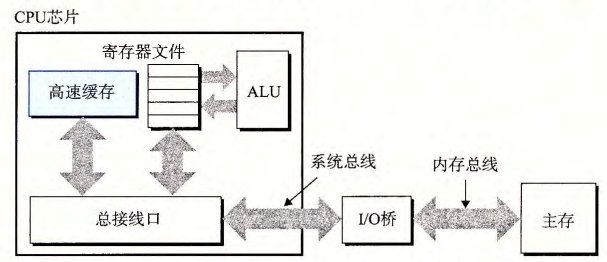 CPU芯片
寄存器文件
高速缓存
ALU
系统总线
内存总线
总接线口
I/O桥
主存